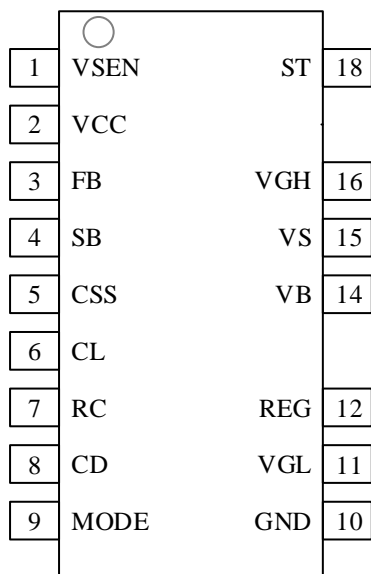 1 VSEN ST 18
2 VCC
3 FB VGH 16
4 SB VS 15
5 CSS VB 14
6 CL
7 RC REG 12
8 CD VGL 11
9 MODE GND 10